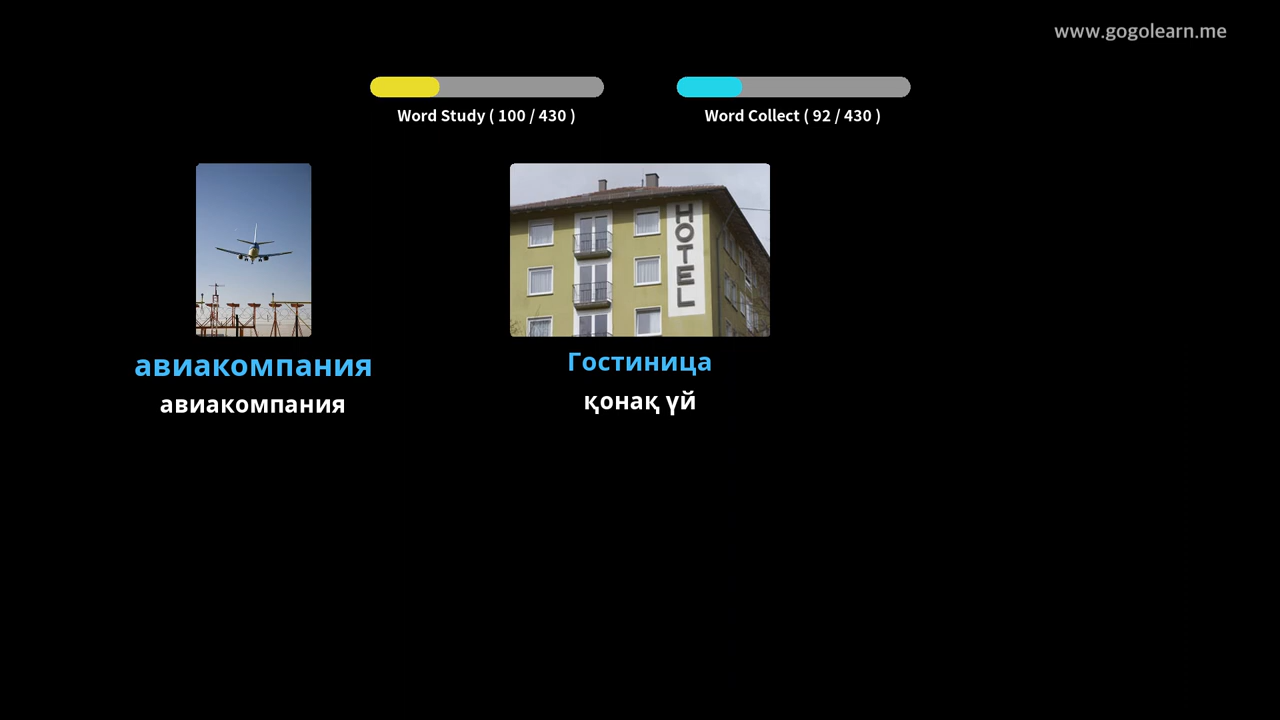 www.gogolearn.me
Word Study ( 100 / 430 )
Word Collect ( 92 / 430 )
HOTEL
авиакомпания
авиакомпания
Гостиница
қонақ үй